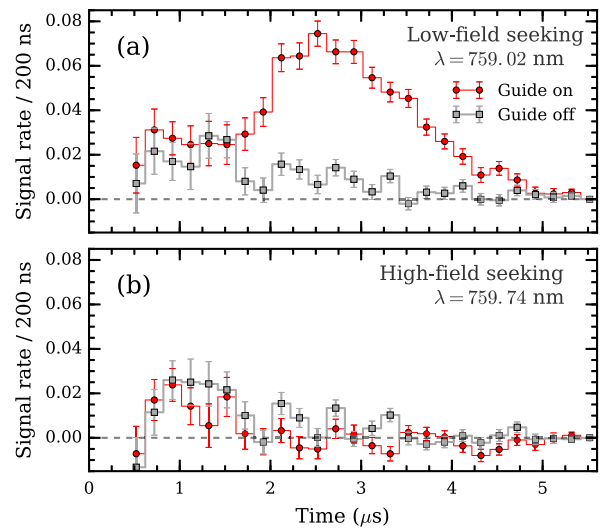 0.08
0.06
0.04
0.02
0.00
Signal rate / 200 ns
(a)
Low-field seeking
λ = 759.02 nm
Guide on
Guide off
0.08
0.06
0.04
0.02
0.00
Signal rate / 200 ns
(b)
High-field seeking
λ = 759.74 nm
0 1 2 3 4 5
Time (μs)